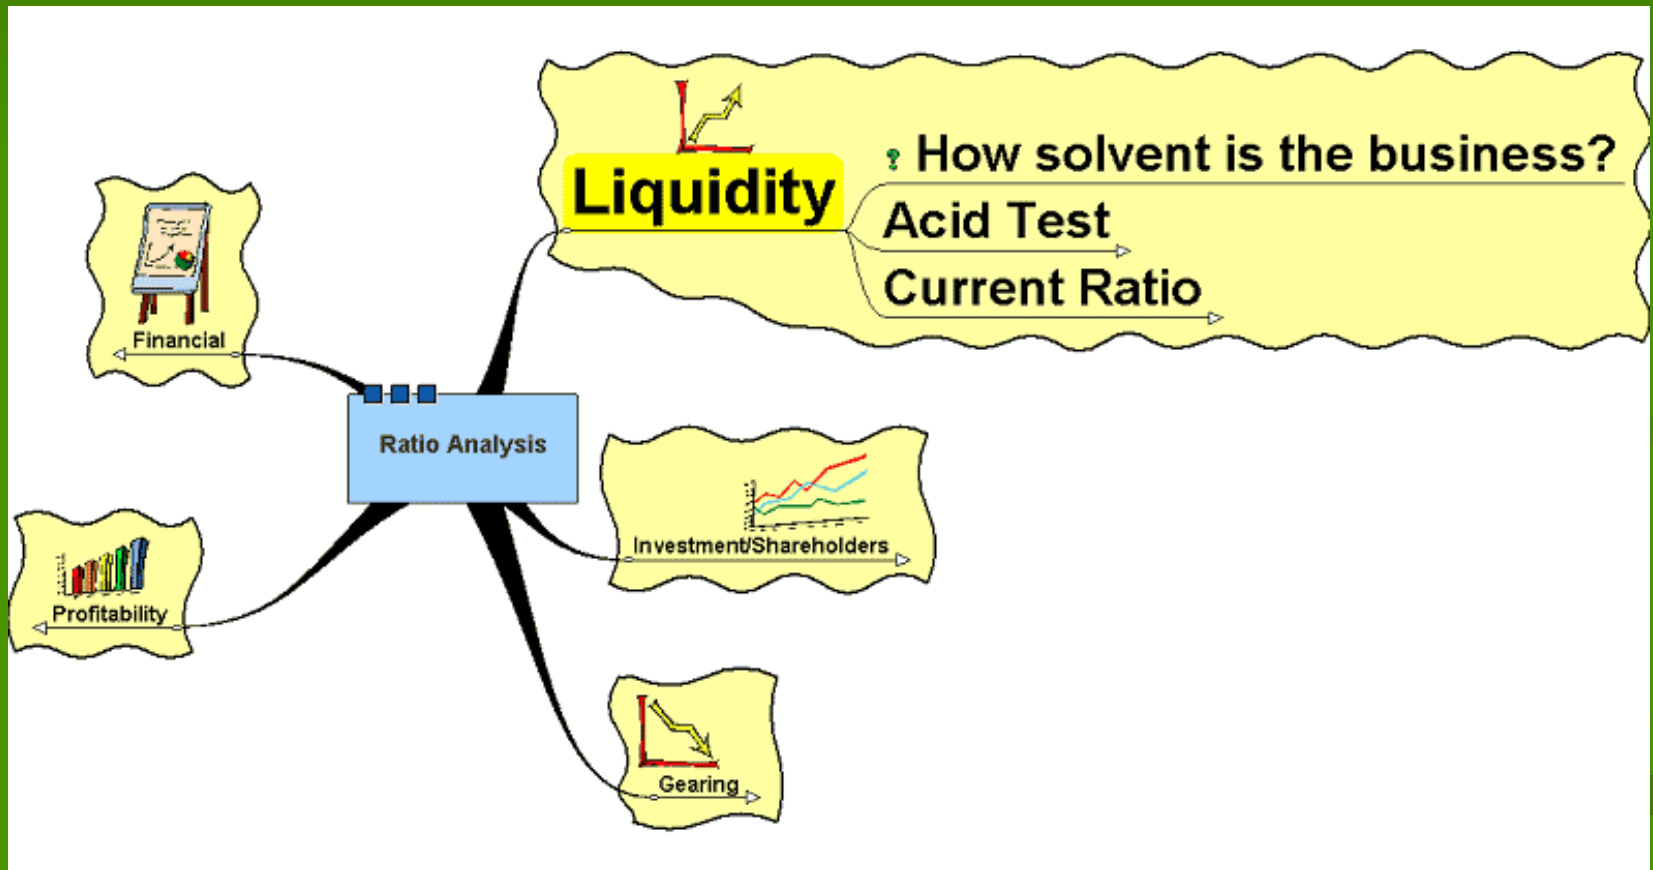 Liquidity
How solvent is the business?
Acid Test
Current Ratio
Financial
Ratio Analysis
Investment/Shareholders
Profitability
Gearing